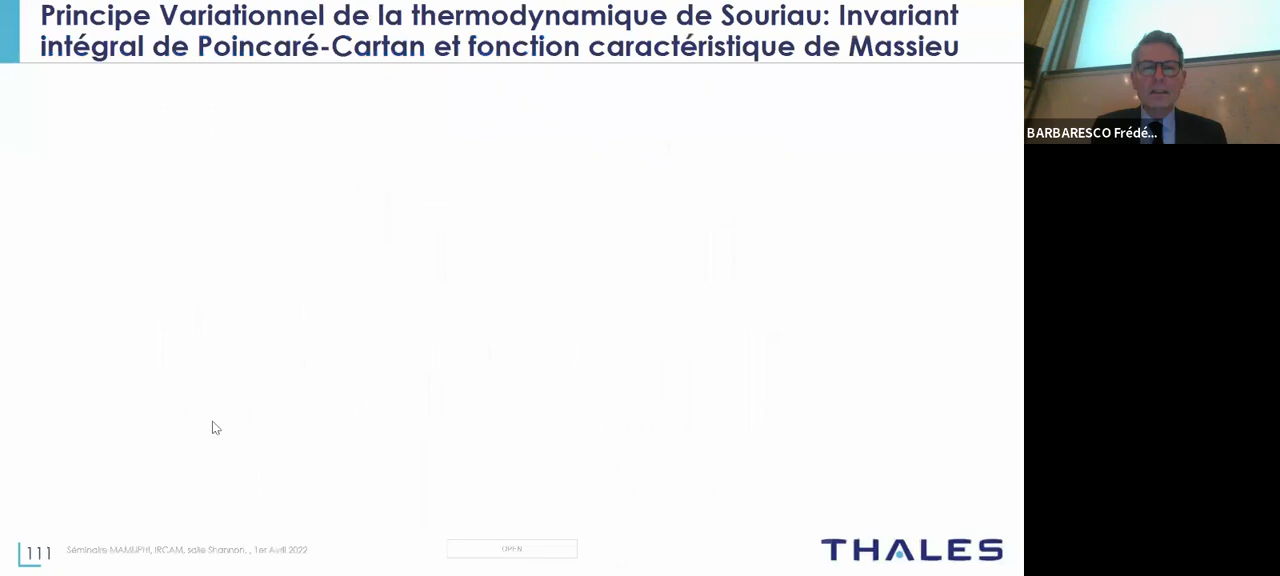 Principe Variationnel de la thermodynamique de Souriau: Invariant
intégral de Poincaré-Cartan et fonction caractéristique de Massieu
BARBARESCO Frédé...
111
Séminaire MAMUPHI, IRCAM, salle Shannon, , 1er Avril 2022
OPEN
THALES